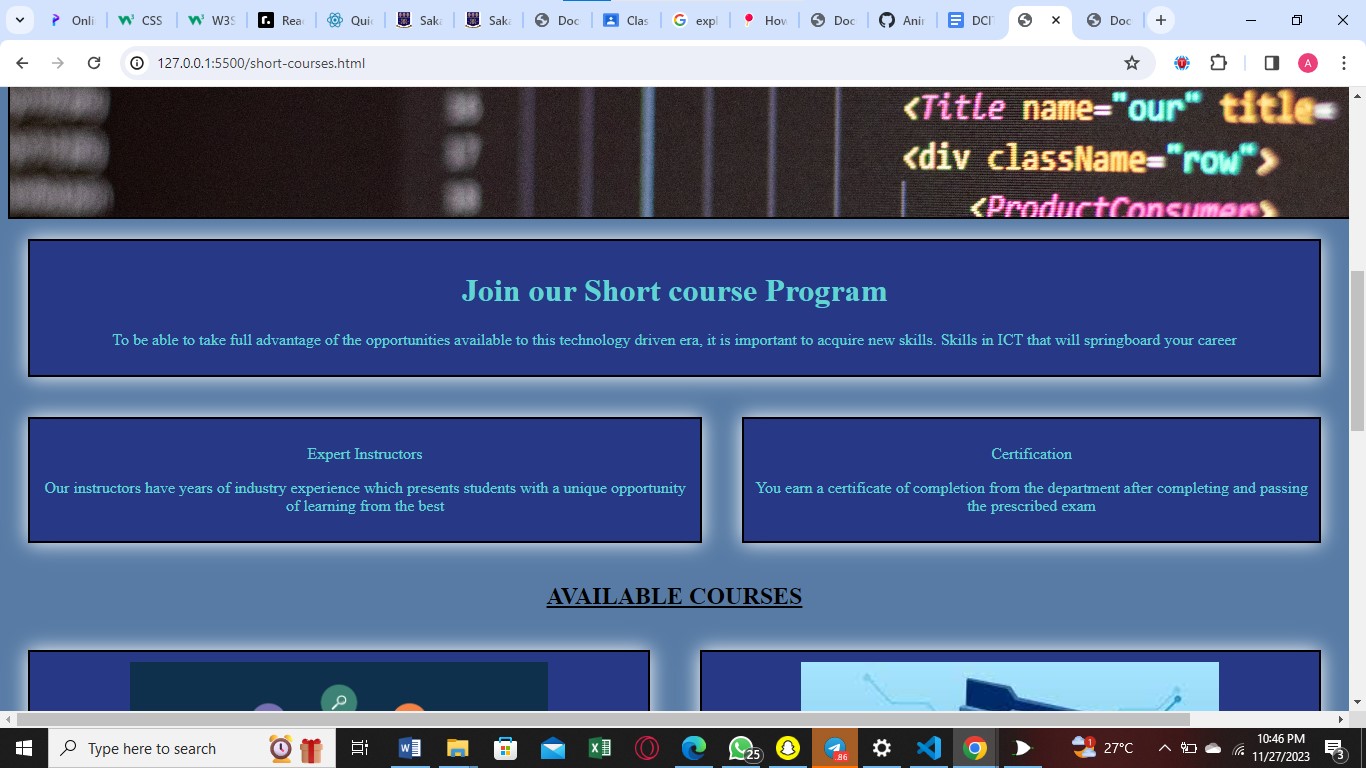 Onli
CSS
W3S
Rea
Quic
Saka
Saka
Doc
Clas
expl
How
Doc
Anir
DCIT
Doc
127.0.0.1:5500/short-courses.html
A
<Title name="our" title=
<div className="row">
<ProductConsumer>
Join our Short course Program
To be able to take full advantage of the opportunities available to this technology driven era, it is important to acquire new skills. Skills in ICT that will springboard your career
Expert Instructors
Our instructors have years of industry experience which presents students with a unique opportunity
of learning from the best
Certification
You earn a certificate of completion from the department after completing and passing
the prescribed exam
AVAILABLE COURSES
Type here to search
25
.86
1
27°C
10:46 PM
11/27/2023
3